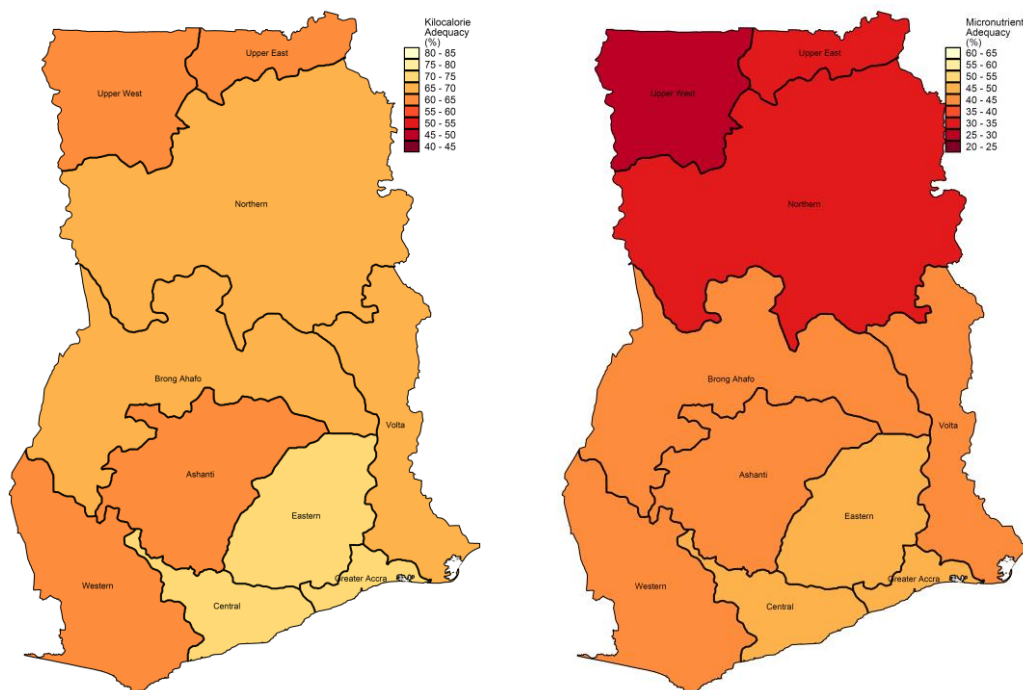 Kilocalorie
Adequacy
(%)
80 - 85
75 - 80
70 - 75
65 - 70
60 - 65
55 - 60
50 - 55
45 - 50
40 - 45
Upper East
Upper West
Northern
Brong Ahafo
Volta
Ashanti
Eastern
Western
Greater Accra
Central
Micronutrient
Adequacy
(%)
60 - 65
55 - 60
50 - 55
45 - 50
40 - 45
35 - 40
30 - 35
25 - 30
20 - 25
Upper East
Upper West
Northern
Brong Ahafo
Volta
Ashanti
Eastern
Western
Greater Accra
Central